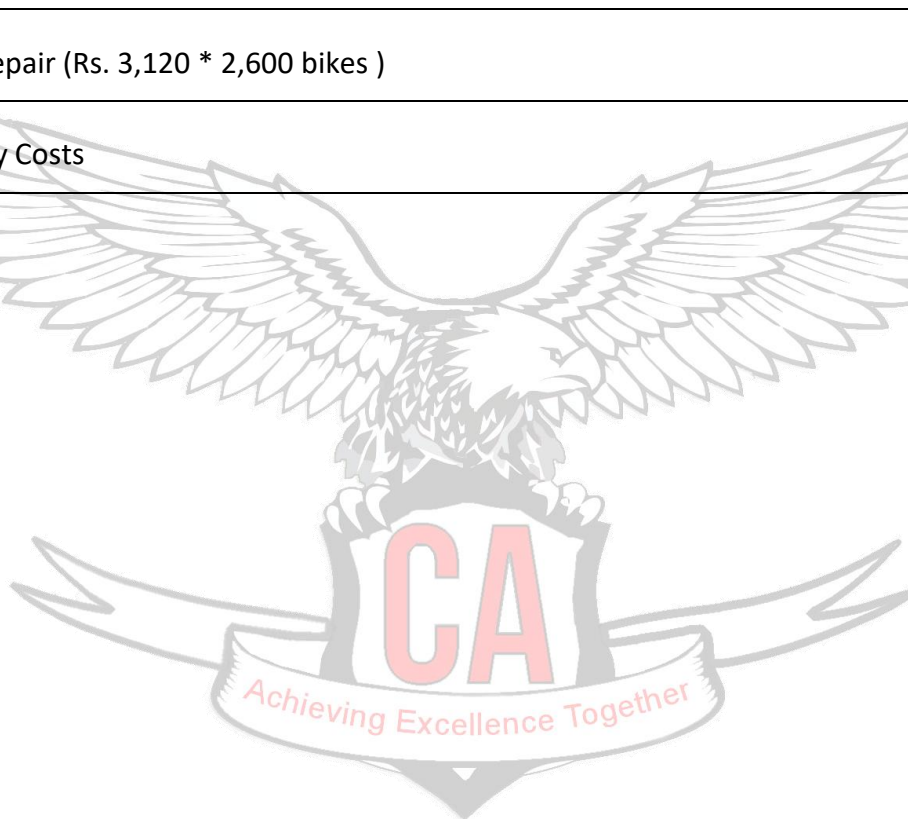 epair (Rs. 3,120 * 2,600 bikes )
y Costs
CA
Achieving Excellence Together